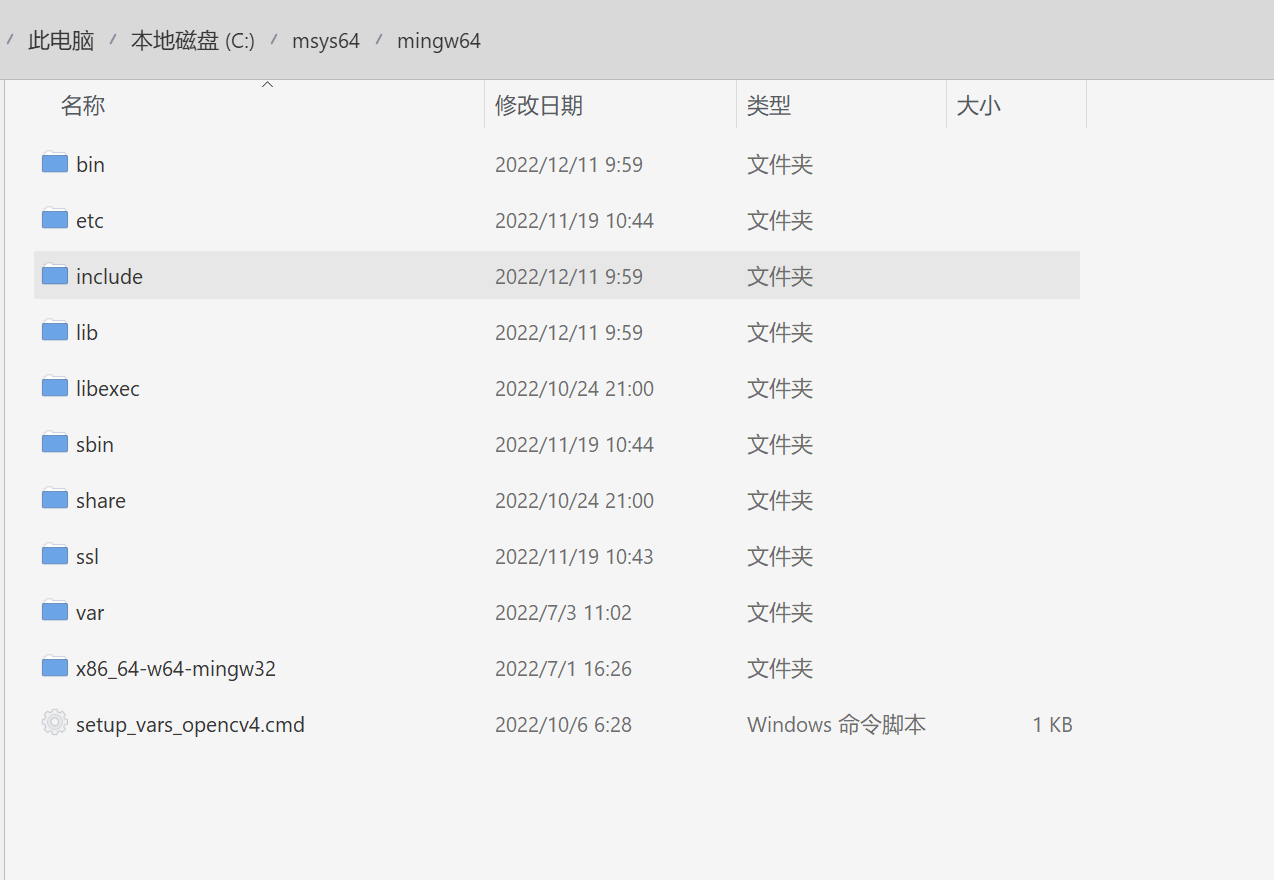 / 此电脑 / 本地磁盘 (C:) / msys64 / mingw64
名称 修改日期 类型 大小
bin 2022/12/11 9:59 文件夹
etc 2022/11/19 10:44 文件夹
include 2022/12/11 9:59 文件夹
lib 2022/12/11 9:59 文件夹
libexec 2022/10/24 21:00 文件夹
sbin 2022/11/19 10:44 文件夹
share 2022/10/24 21:00 文件夹
ssl 2022/11/19 10:43 文件夹
var 2022/7/3 11:02 文件夹
x86_64-w64-mingw32 2022/7/1 16:26 文件夹
setup_vars_opencv4.cmd 2022/10/6 6:28 Windows 命令脚本 1 KB